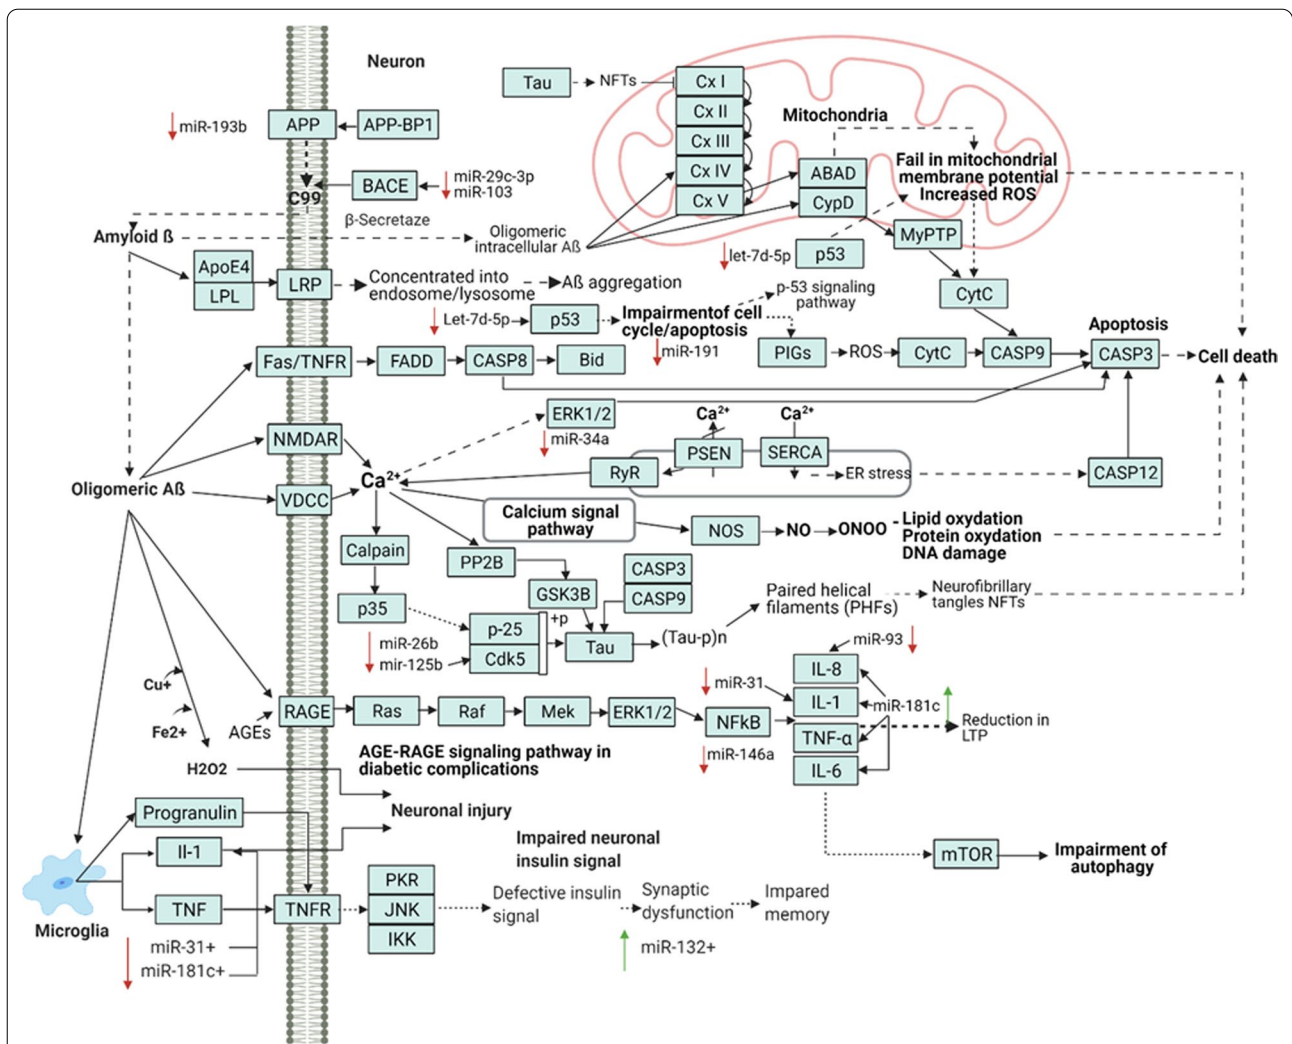 Neuron
Tau
NFTs
Cx I
Cx II
Cx III
Cx IV
Cx V
Mitochondria
ABAD
CypD
Fail in mitochondrial
membrane potential
Increased ROS
miR-193b
APP
APP-BP1
C99
BACE
miR-29c-3p
miR-103
β-Secretaze
Amyloid ß
Oligomeric
intracellular Aß
MyPTP
let-7d-5p
p53
ApoE4
LPL
LRP
Concentrated into
endosome/lysosome
Aß aggregation
p-53 signaling
pathway
CytC
Let-7d-5p
p53
Impairmentof cell
cycle/apoptosis
miR-191
PIGs
ROS
CytC
CASP9
Apoptosis
CASP3
Cell death
Fas/TNFR
FADD
CASP8
Bid
ERK1/2
miR-34a
Ca2+
Ca2+
NMDAR
PSEN
SERCA
RyR
ER stress
CASP12
Oligomeric Aß
VDCC
Ca2+
Calcium signal
pathway
NOS
NO
ONOO
- Lipid oxydation
Protein oxydation
DNA damage
Calpain
PP2B
CASP3
CASP9
GSK3B
p35
+p
p-25
Cdk5
Tau
(Tau-p)n
Paired helical
filaments (PHFs)
Neurofibrillary
tangles NFTs
miR-26b
mir-125b
miR-93
IL-8
IL-1
TNF-α
IL-6
miR-31
miR-181c
Reduction in
LTP
Cu+
Fe2+
AGEs
RAGE
Ras
Raf
Mek
ERK1/2
NFkB
miR-146a
H2O2
AGE-RAGE signaling pathway in
diabetic complications
Neuronal injury
Progranulin
Il-1
TNF
Microglia
miR-31+
miR-181c+
TNFR
PKR
JNK
IKK
Impaired neuronal
insulin signal
Defective insulin
signal
Synaptic
dysfunction
Impared
memory
miR-132+
mTOR
Impairment of
autophagy